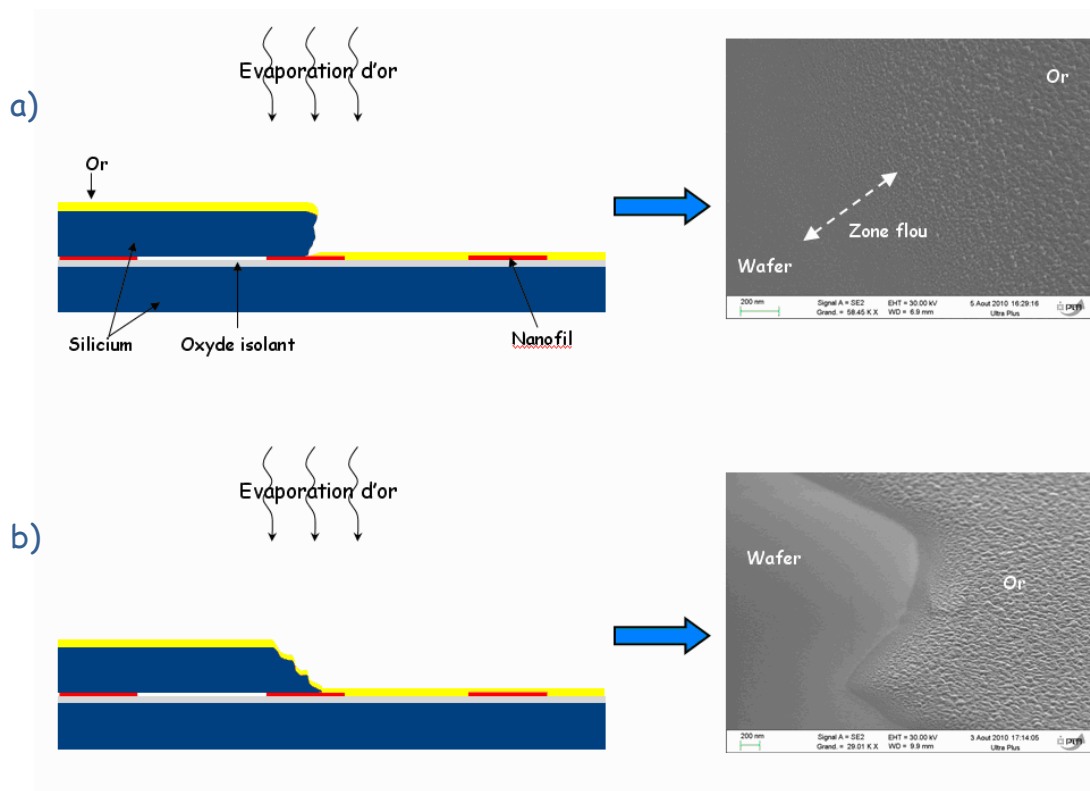 Evaporation d'or
a)
Or
Silicium
Oxyde isolant
Nanofil
Or
Zone flou
Wafer
200 nm
Signal A = SE2
EHT = 30.00 kV
5 Aout 2010 16:29:16
Grand. = 58.45 K X
WD = 6.9 mm
Ultra Plus
Evaporation d'or
b)
Wafer
Or
200 nm
Signal A = SE2
EHT = 30.00 kV
3 Aout 2010 17:14:05
Grand. = 29.01 K X
WD = 9.9 mm
Ultra Plus